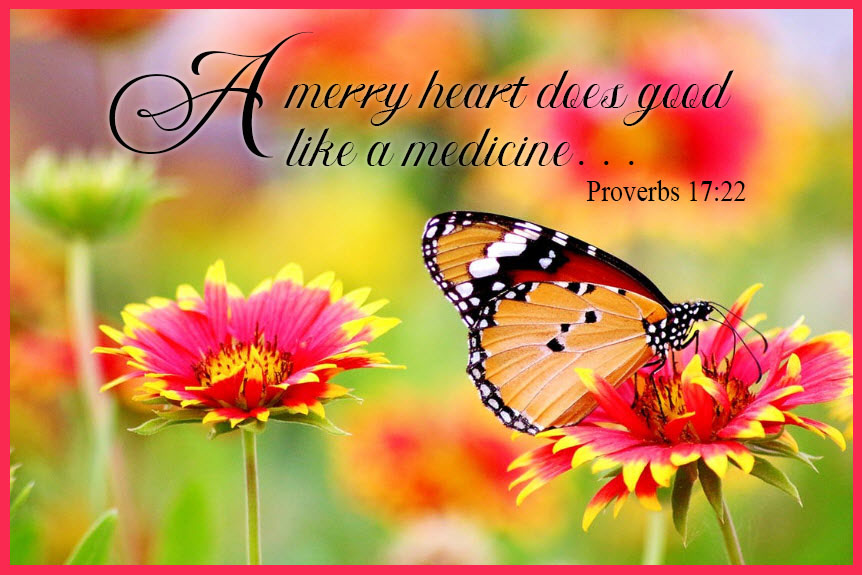 A merry heart does good
like a medicine...
Proverbs 17:22